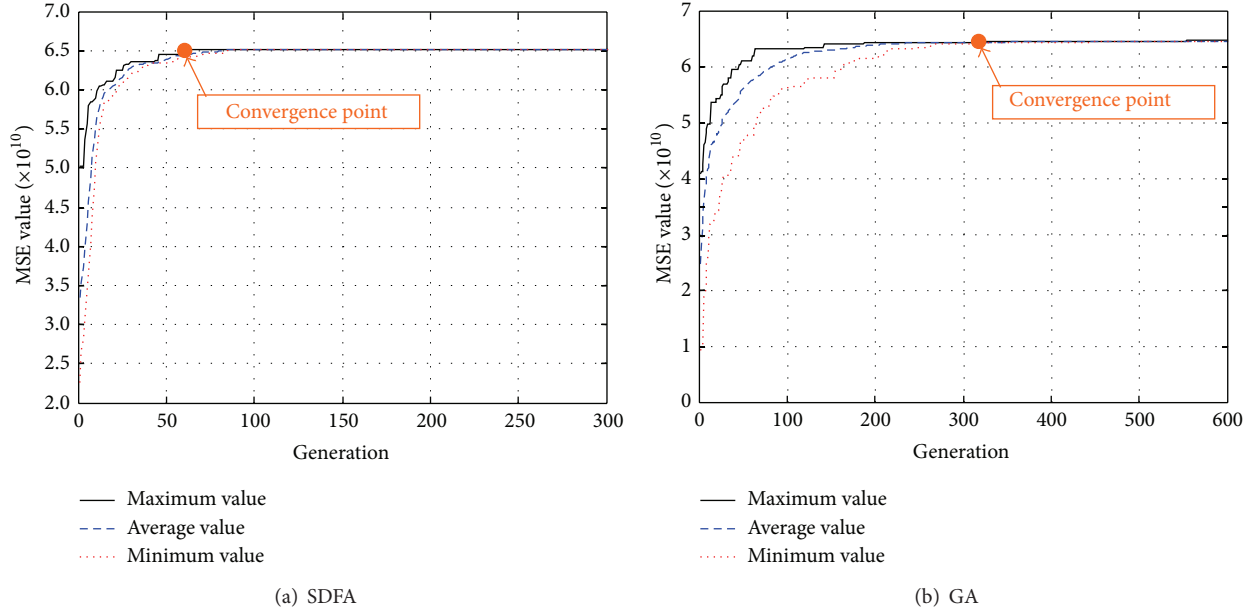 7.0
6.5
6.0
5.5
5.0
4.5
4.0
3.5
3.0
2.5
2.0
MSE value (×10^10)
Convergence point
0 50 100 150 200 250 300
Generation
Maximum value
Average value
Minimum value
(a) SDFA
7
6
5
4
3
2
1
0
MSE value (×10^10)
Convergence point
0 100 200 300 400 500 600
Generation
Maximum value
Average value
Minimum value
(b) GA